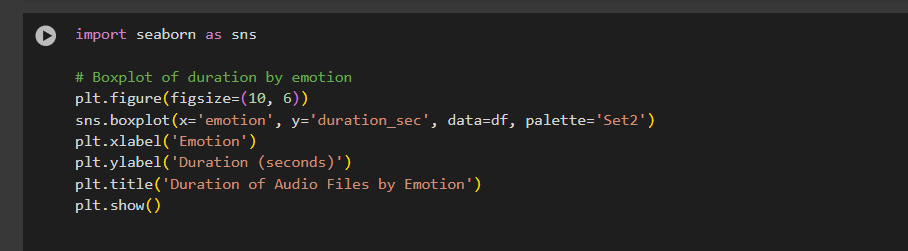 import seaborn as sns
# Boxplot of duration by emotion
plt.figure(figsize=(10, 6))
sns.boxplot(x='emotion', y='duration_sec', data=df, palette='Set2')
plt.xlabel('Emotion')
plt.ylabel('Duration (seconds)')
plt.title('Duration of Audio Files by Emotion')
plt.show()